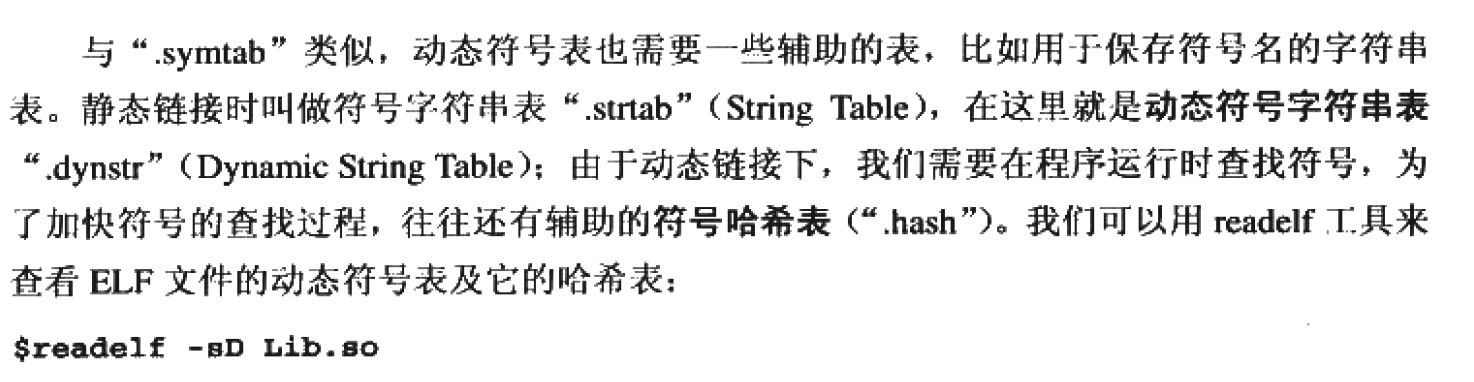 与“.symtab”类似，动态符号表也需要一些辅助的表，比如用于保存符号名的字符串
表。静态链接时叫做符号字符串表“.strtab”（String Table），在这里就是动态符号字符串表
“.dynstr”（Dynamic String Table）；由于动态链接下，我们需要在程序运行时查找符号，为
了加快符号的查找过程，往往还有辅助的符号哈希表（“.hash”）。我们可以用 readelf 工具来
查看 ELF 文件的动态符号表及它的哈希表：
$readelf -sD Lib.so